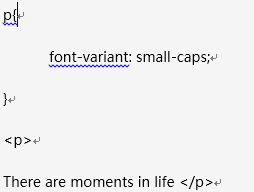 p{
font-variant: small-caps;
}
<p>
There are moments in life </p>